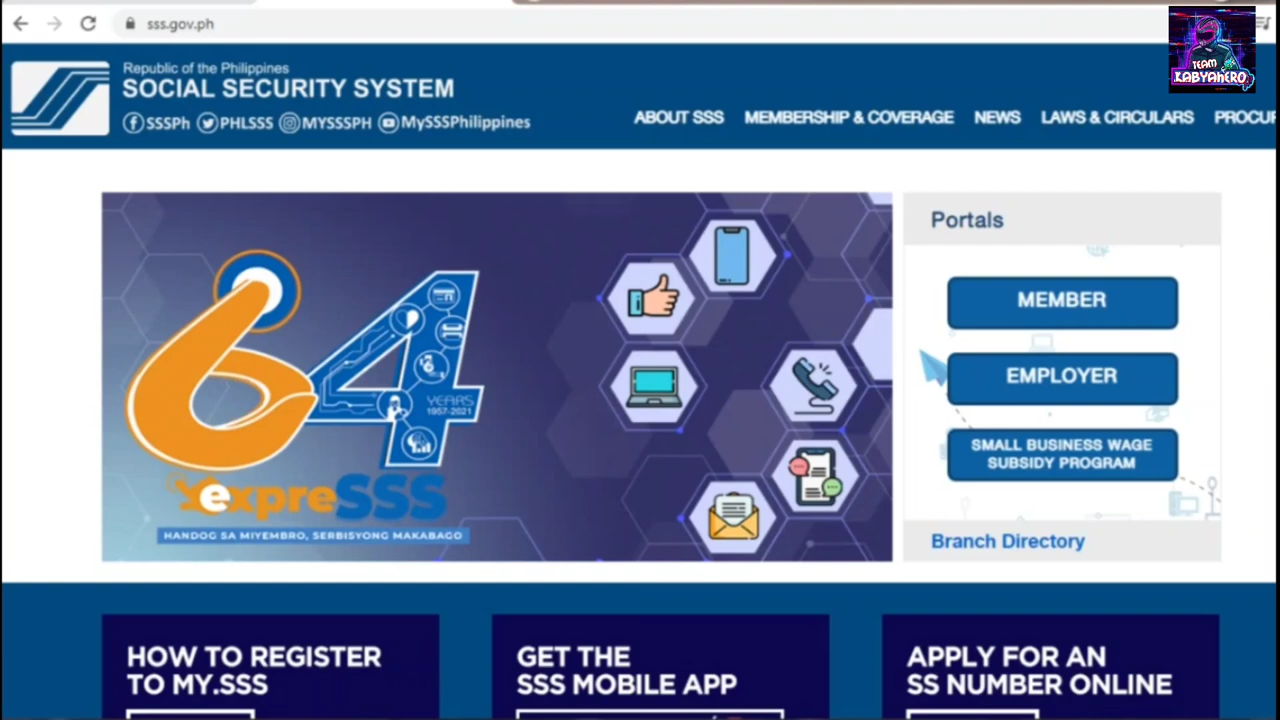 sss.gov.ph
TEAM
KABYAHERO
Republic of the Philippines
SOCIAL SECURITY SYSTEM
SSSPh PHLSSS MYSSSPH MySSSPhilippines
ABOUT SSS MEMBERSHIP & COVERAGE NEWS LAWS & CIRCULARS PROCUR
64
YEARS
1957-2021
expreSSS
HANDOG SA MIYEMBRO, SERBISYONG MAKABAGO
Portals
MEMBER
EMPLOYER
SMALL BUSINESS WAGE
SUBSIDY PROGRAM
Branch Directory
HOW TO REGISTER
TO MY.SSS
GET THE
SSS MOBILE APP
APPLY FOR AN
SS NUMBER ONLINE